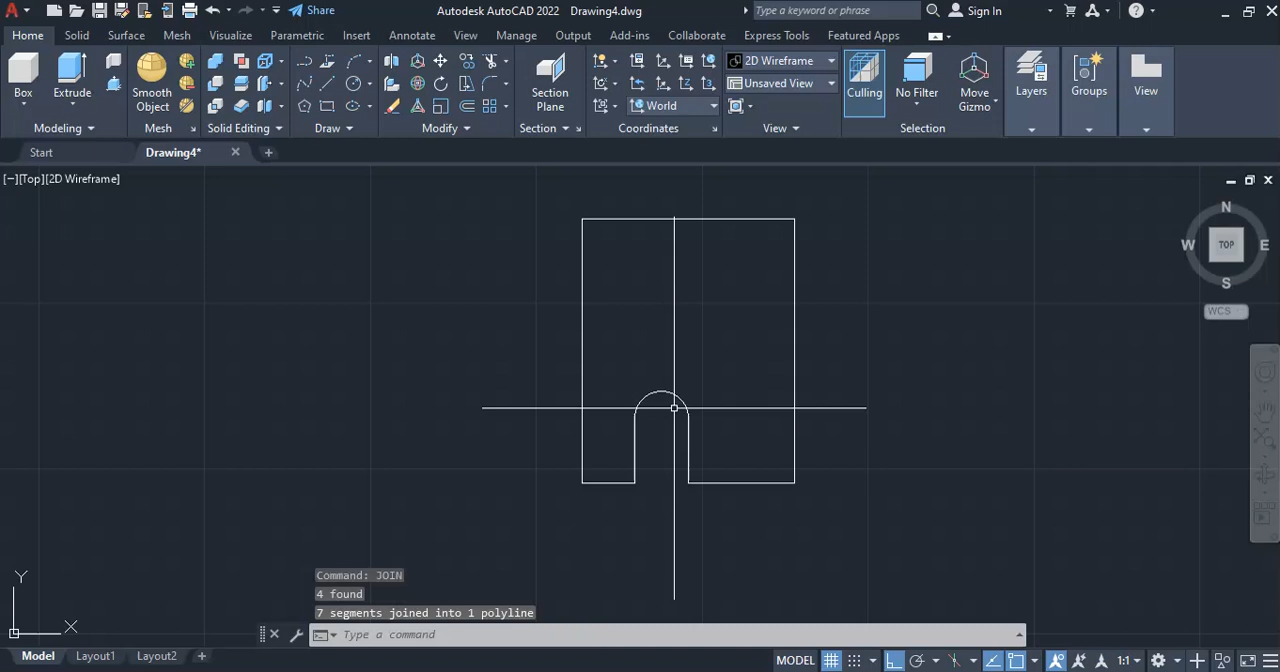 Share
Autodesk AutoCAD 2022 Drawing4.dwg
Type a keyword or phrase
Sign In
Home Solid Surface Mesh Visualize Parametric Insert Annotate View Manage Output Add-ins Collaborate Express Tools Featured Apps
Box
Extrude
Smooth
Object
Section
Plane
2D Wireframe
Unsaved View
World
Culling
No Filter
Move
Gizmo
Layers
Groups
View
Modeling Mesh Solid Editing Draw Modify Section Coordinates View Selection
Start Drawing4*
[−][Top][2D Wireframe]
N
W TOP E
S
WCS
Y
X
Command: JOIN
4 found
7 segments joined into 1 polyline
Type a command
Model Layout1 Layout2 +
MODEL 1:1